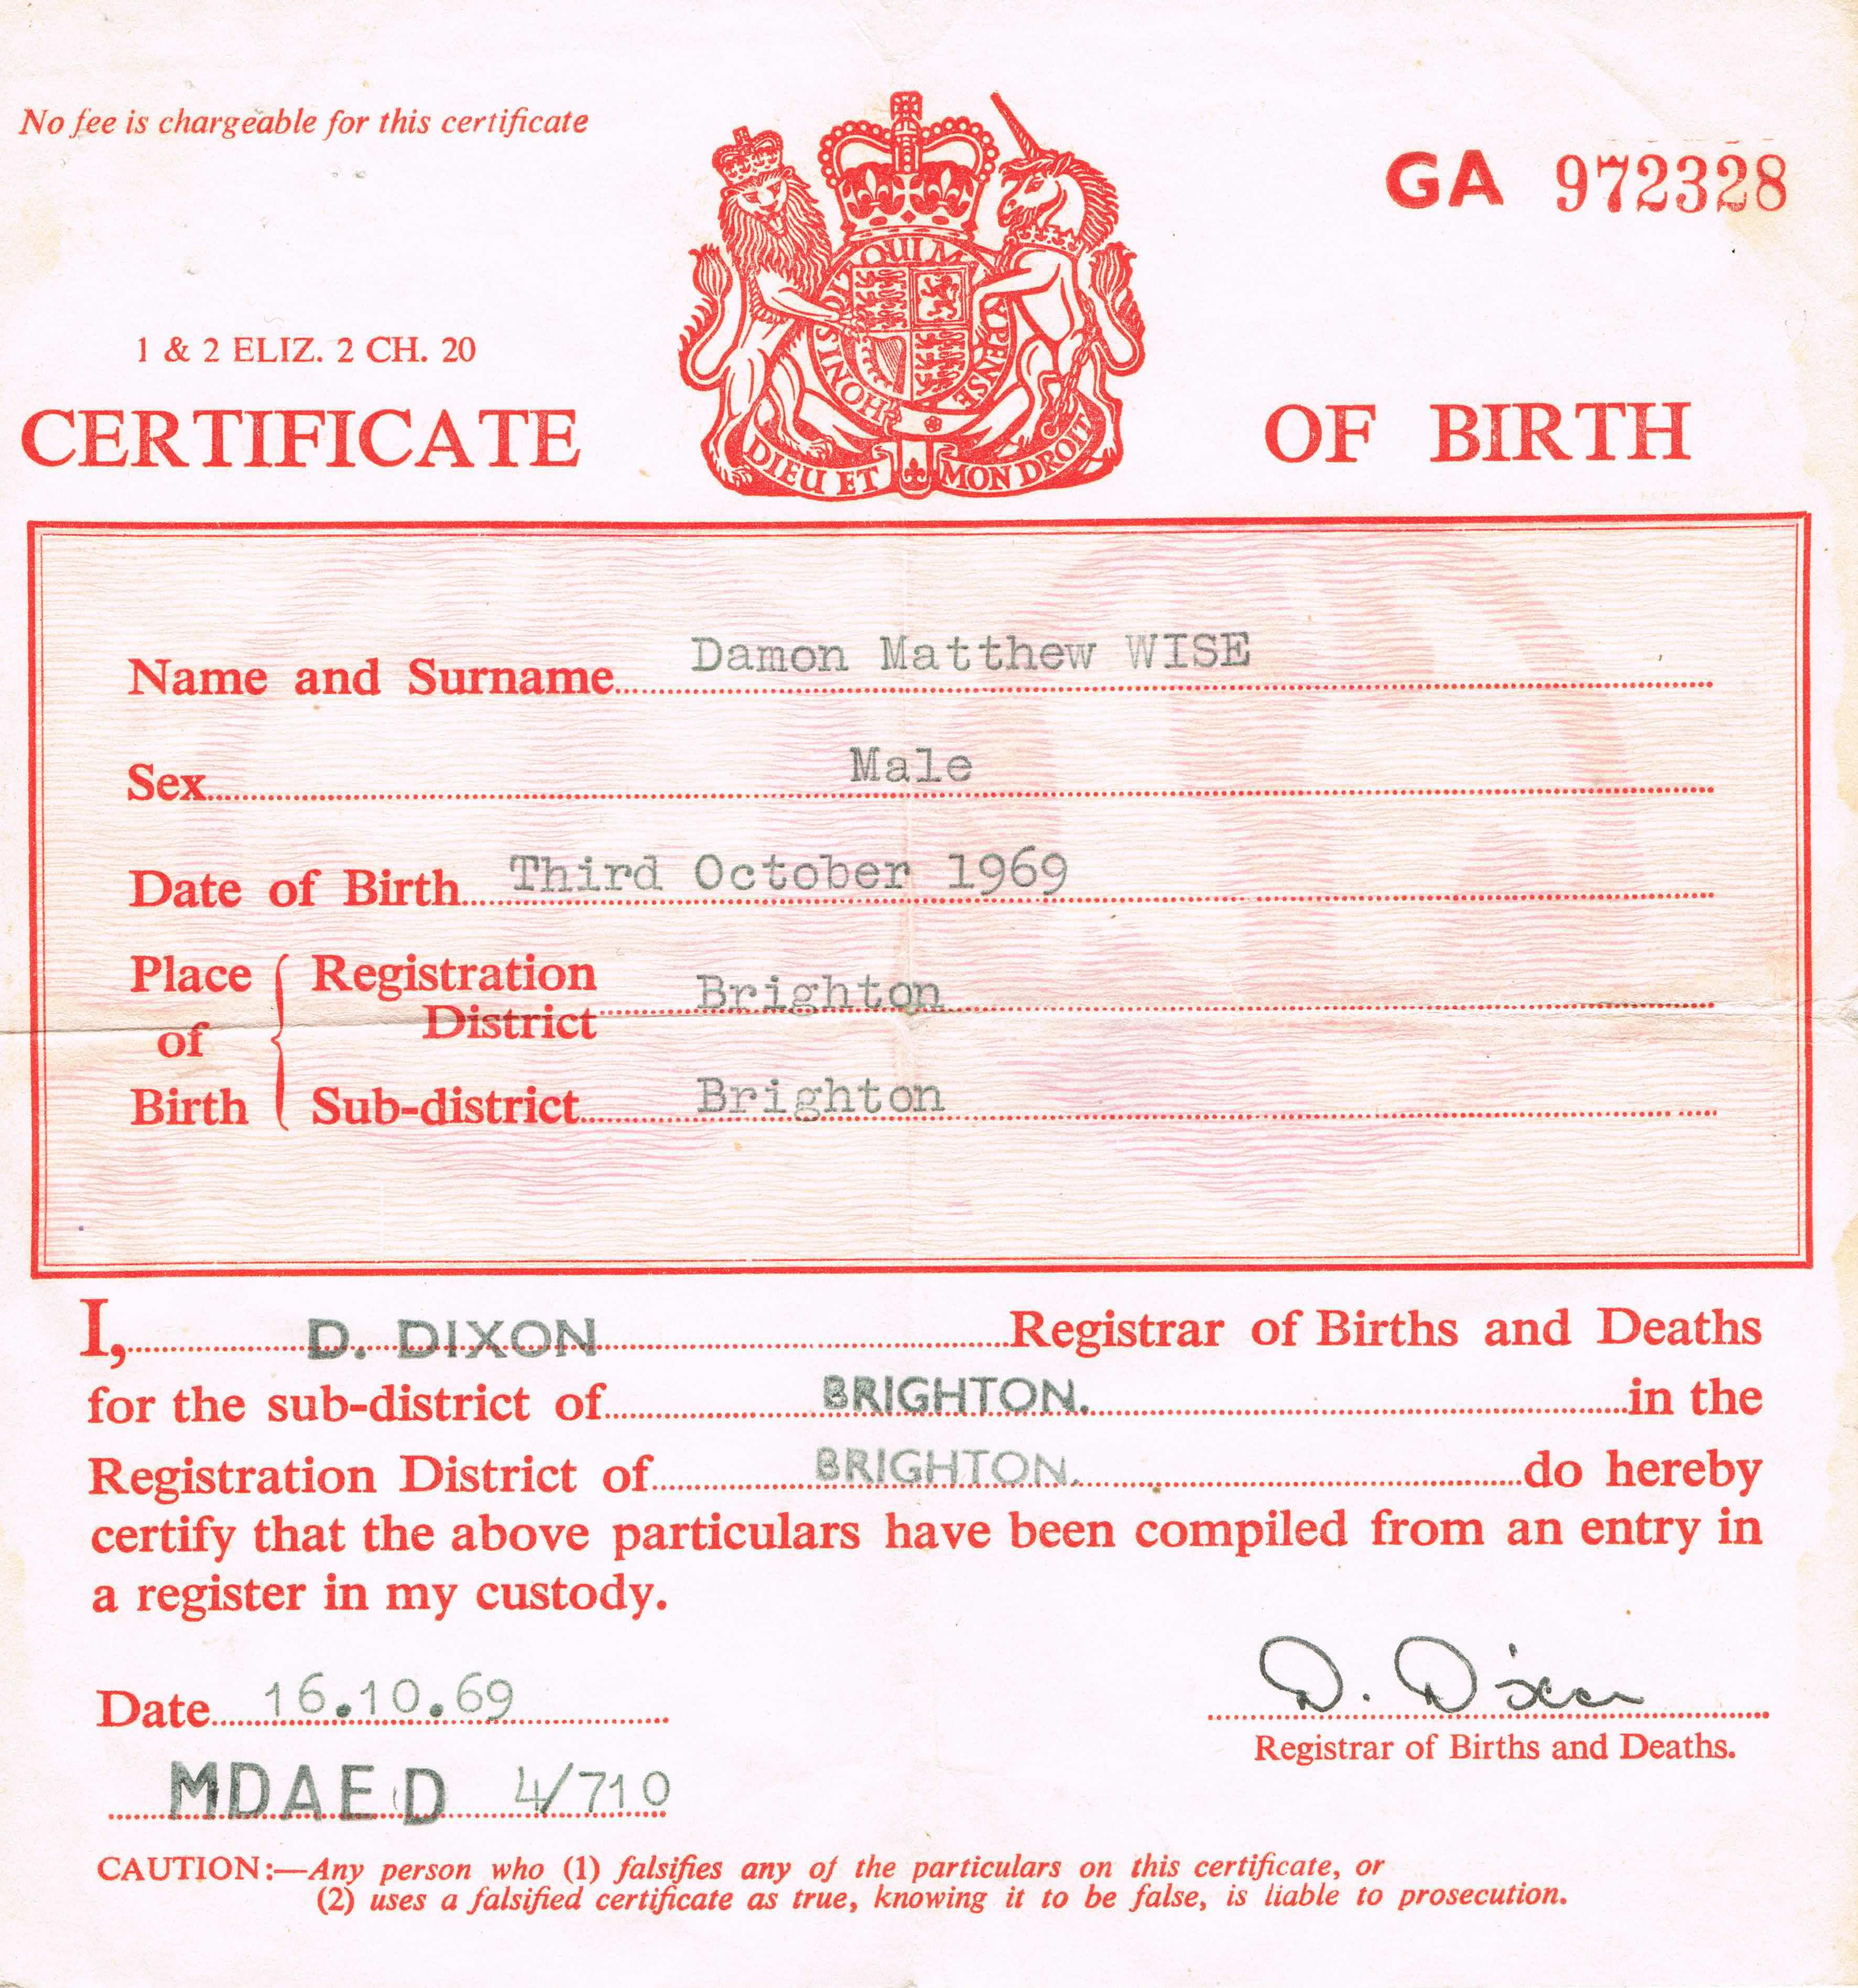 No fee is chargeable for this certificate
GA 972328
1 & 2 ELIZ. 2 CH. 20
CERTIFICATE OF BIRTH
HONI SOIT QUI MAL Y PENSE
DIEU ET MON DROIT
Name and Surname Damon Matthew WISE
Sex Male
Date of Birth Third October 1969
Place of Birth
Registration District Brighton
Sub-district Brighton
I, D. DIXON Registrar of Births and Deaths
for the sub-district of BRIGHTON. in the
Registration District of BRIGHTON. do hereby
certify that the above particulars have been compiled from an entry in
a register in my custody.
Date 16.10.69
D. Dixon
Registrar of Births and Deaths.
MDAED 4/710
CAUTION:—Any person who (1) falsifies any of the particulars on this certificate, or
(2) uses a falsified certificate as true, knowing it to be false, is liable to prosecution.